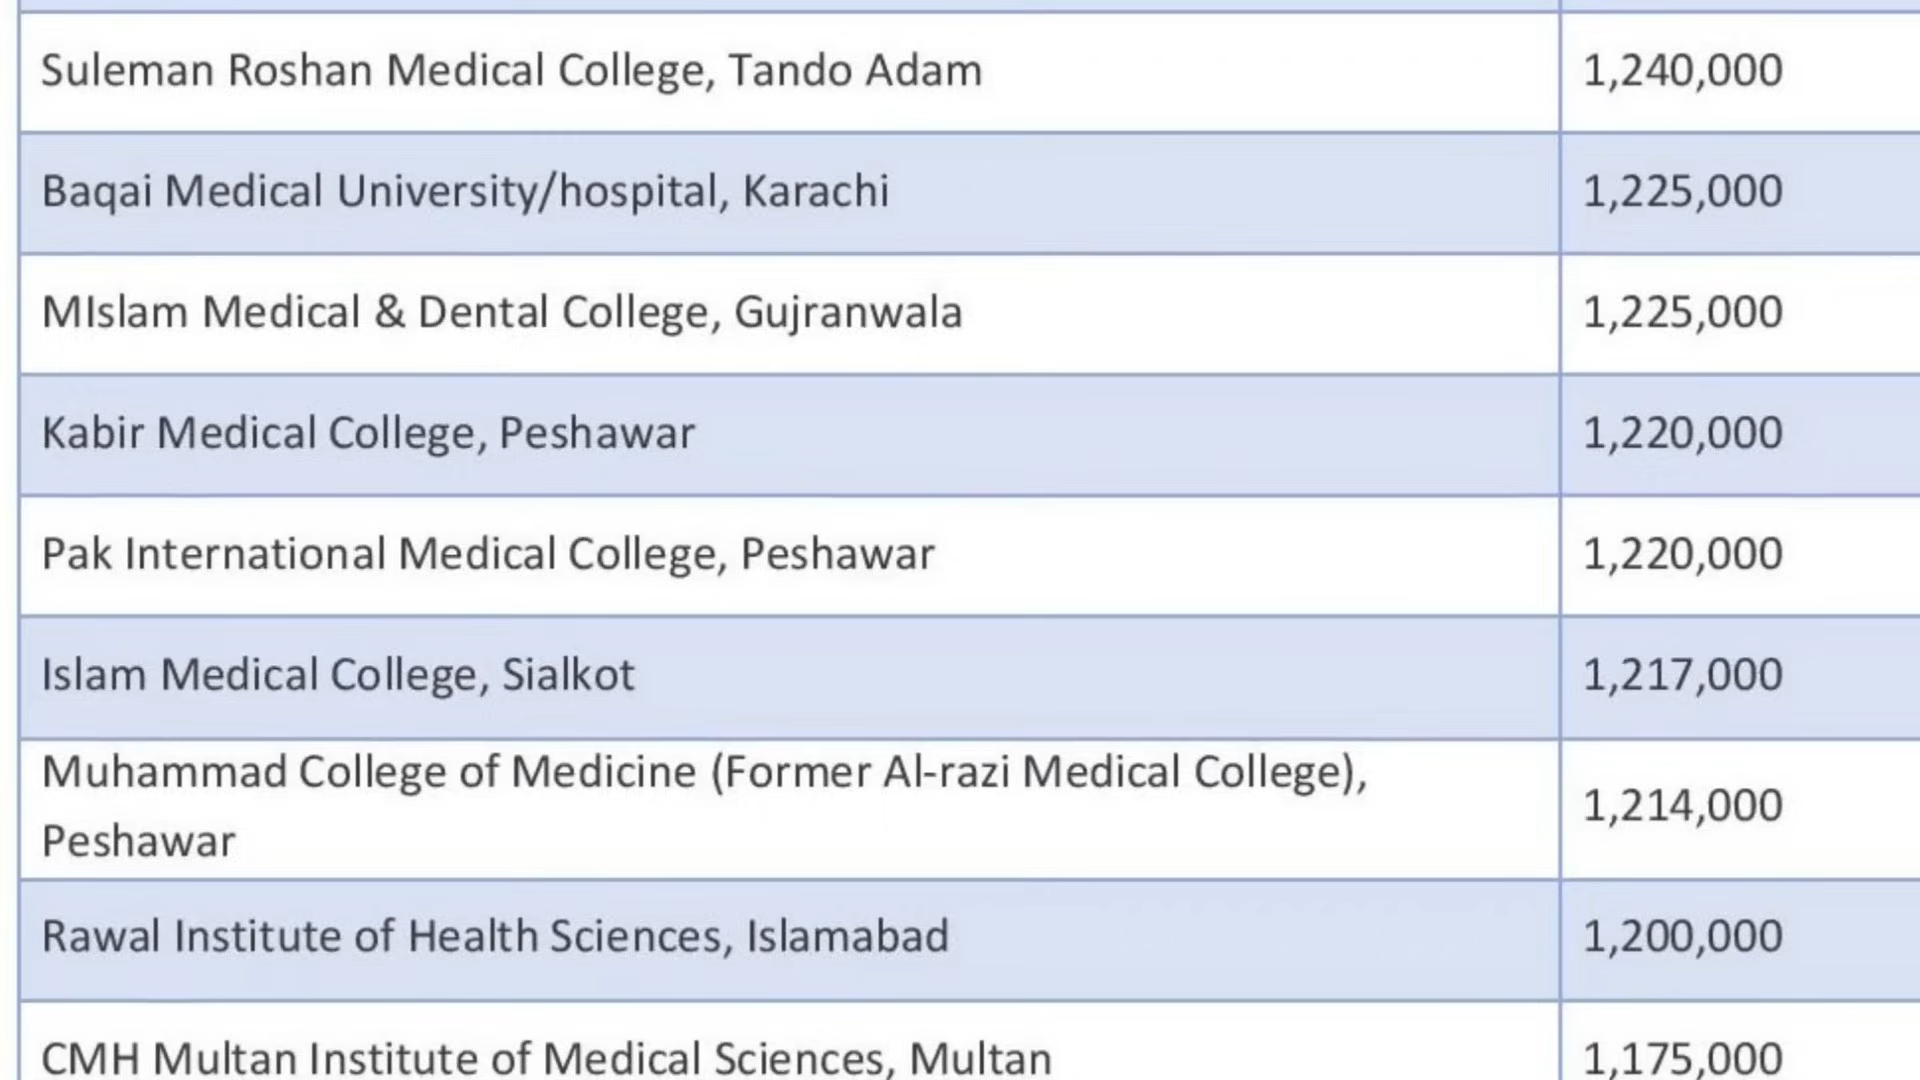 Suleman Roshan Medical College, Tando Adam 1,240,000
Baqai Medical University/hospital, Karachi 1,225,000
MIslam Medical & Dental College, Gujranwala 1,225,000
Kabir Medical College, Peshawar 1,220,000
Pak International Medical College, Peshawar 1,220,000
Islam Medical College, Sialkot 1,217,000
Muhammad College of Medicine (Former Al-razi Medical College),
Peshawar 1,214,000
Rawal Institute of Health Sciences, Islamabad 1,200,000
CMH Multan Institute of Medical Sciences, Multan 1,175,000